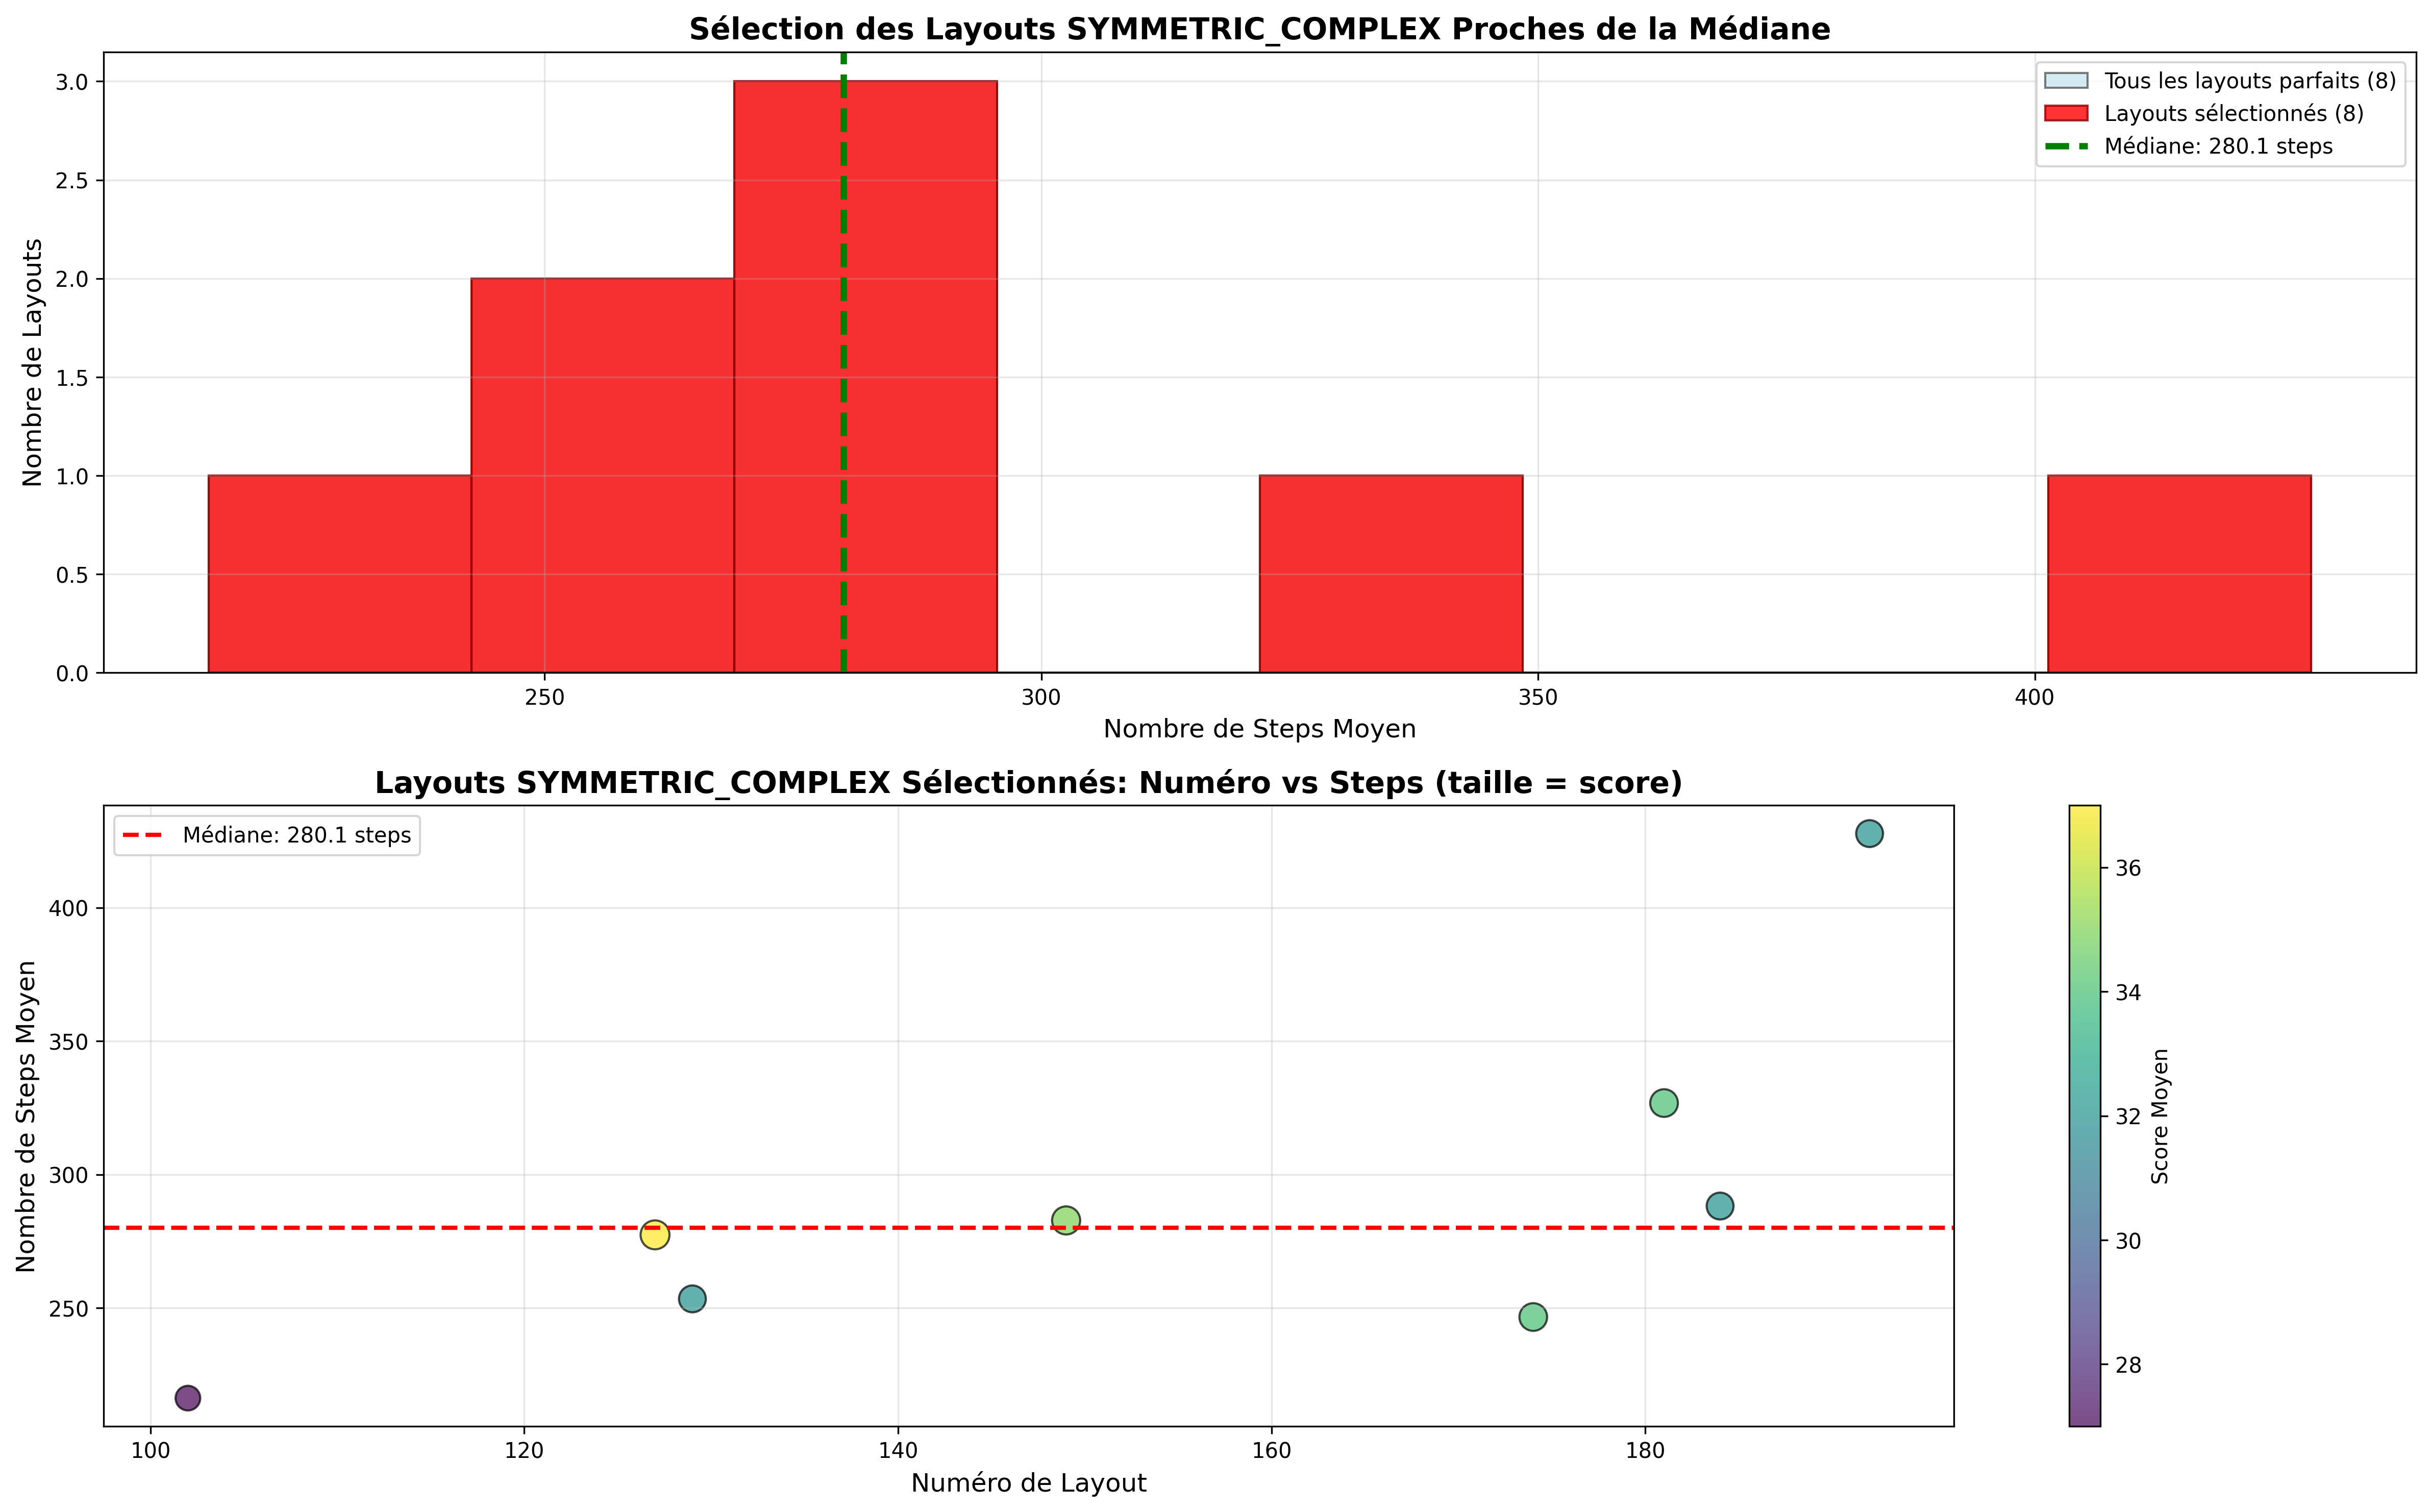 Sélection des Layouts SYMMETRIC_COMPLEX Proches de la Médiane
Tous les layouts parfaits (8)
Layouts sélectionnés (8)
Médiane: 280.1 steps
Nombre de Layouts
3.0
2.5
2.0
1.5
1.0
0.5
0.0
250
300
350
400
Nombre de Steps Moyen
Layouts SYMMETRIC_COMPLEX Sélectionnés: Numéro vs Steps (taille = score)
Médiane: 280.1 steps
Nombre de Steps Moyen
400
350
300
250
100
120
140
160
180
Numéro de Layout
36
34
32
30
28
Score Moyen